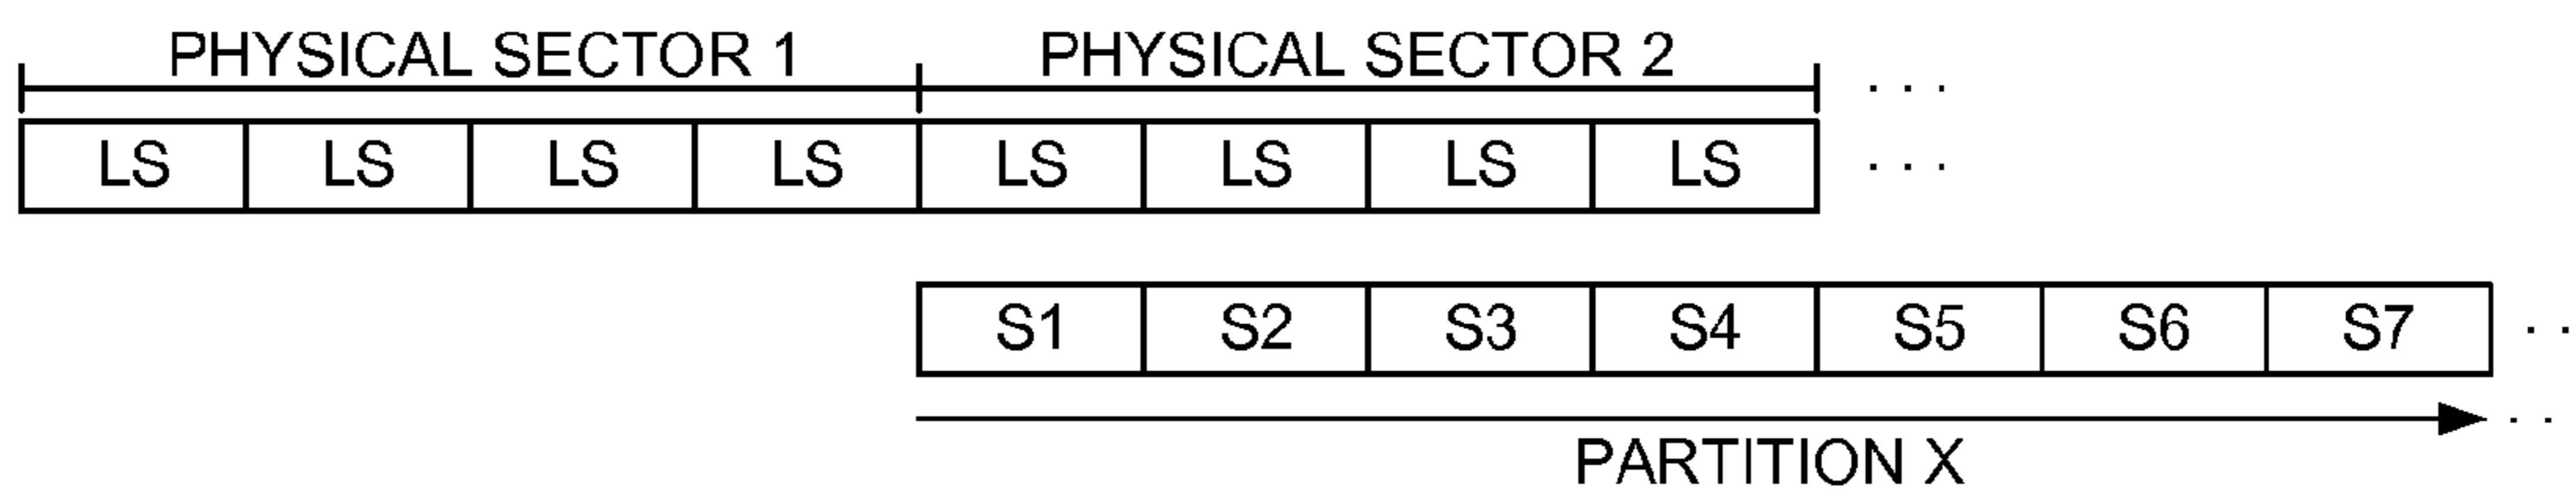 PHYSICAL SECTOR 1 PHYSICAL SECTOR 2 . . .
LS LS LS LS LS LS LS LS . . .
S1 S2 S3 S4 S5 S6 S7 . .
. .
PARTITION X